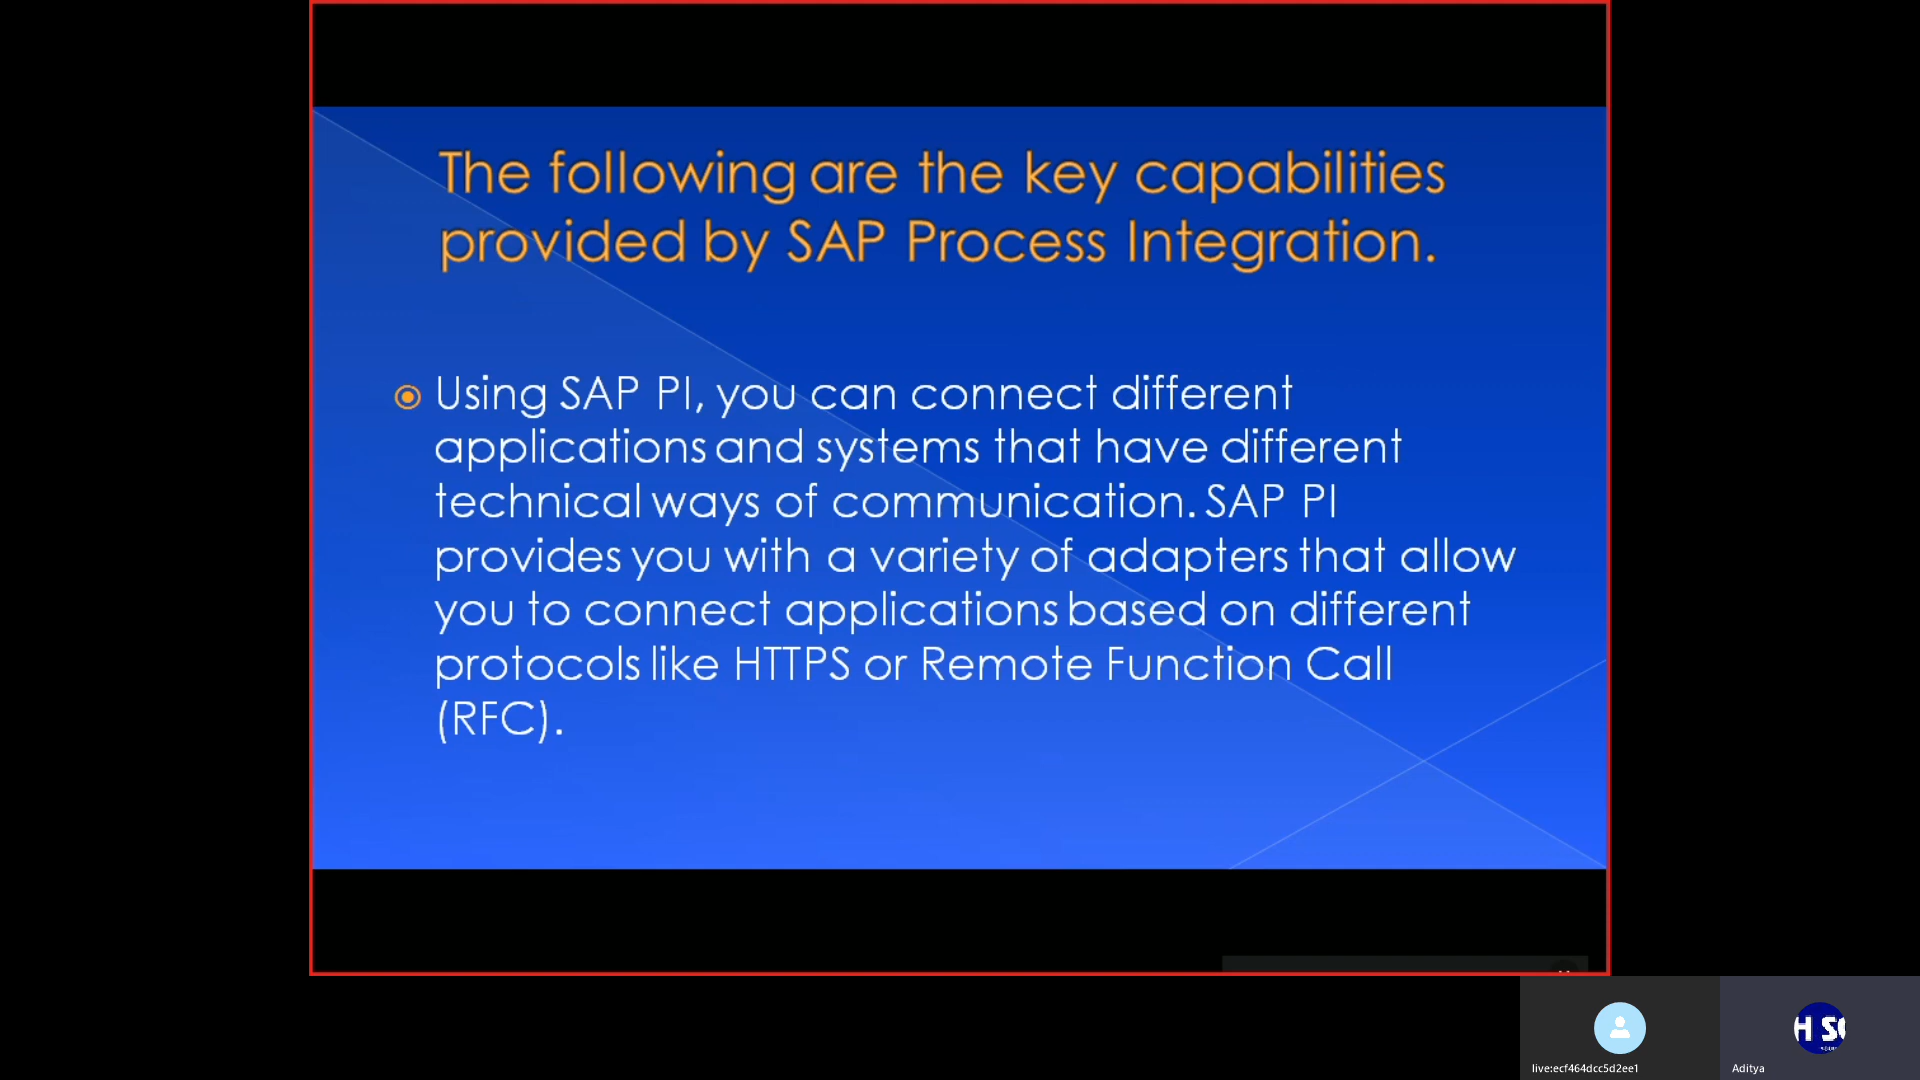 The following are the key capabilities
provided by SAP Process Integration.
Using SAP PI, you can connect different
applications and systems that have different
technical ways of communication. SAP PI
provides you with a variety of adapters that allow
you to connect applications based on different
protocols like HTTPS or Remote Function Call
(RFC).
H S
live:ecf464dcc5d2ee1
Aditya